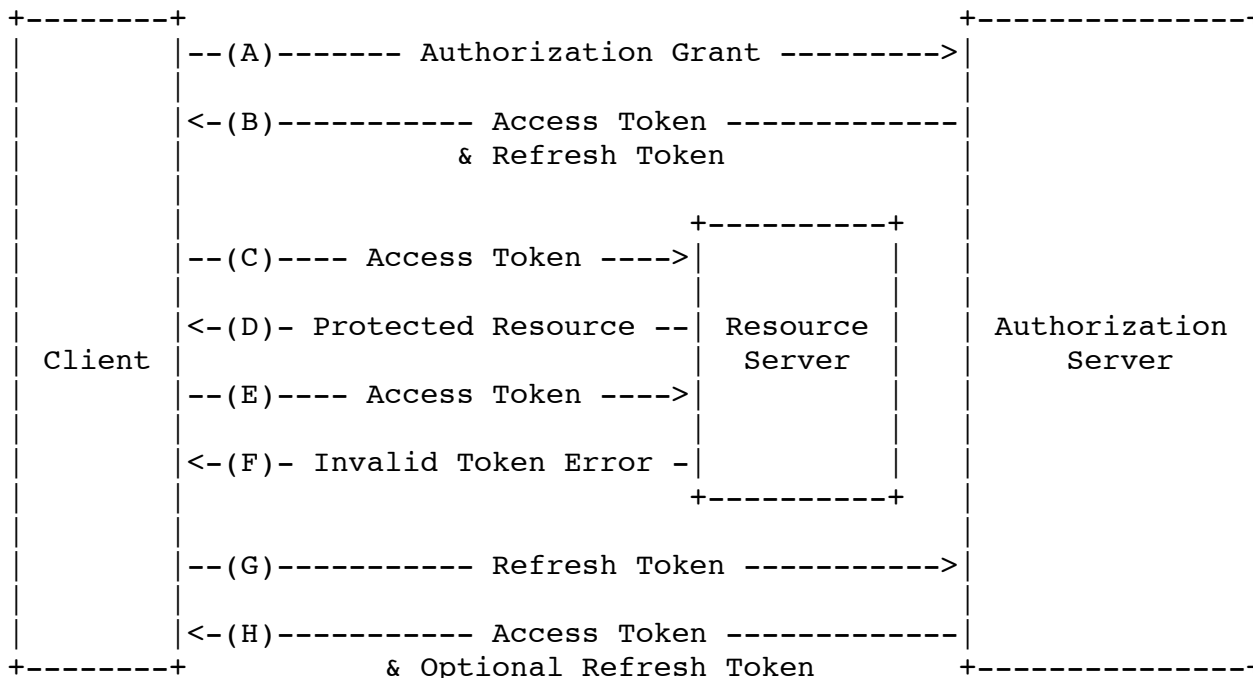 (A) Authorization Grant
(B) Access Token
& Refresh Token
(C) Access Token
(D) Protected Resource Resource Authorization
Client Server Server
(E) Access Token
(F) Invalid Token Error
(G) Refresh Token
(H) Access Token
& Optional Refresh Token